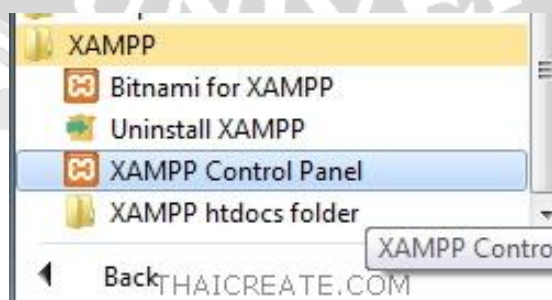 XAMPP
Bitnami for XAMPP
Uninstall XAMPP
XAMPP Control Panel
XAMPP htdocs folder
XAMPP Contro
Back
THAICREATE.COM